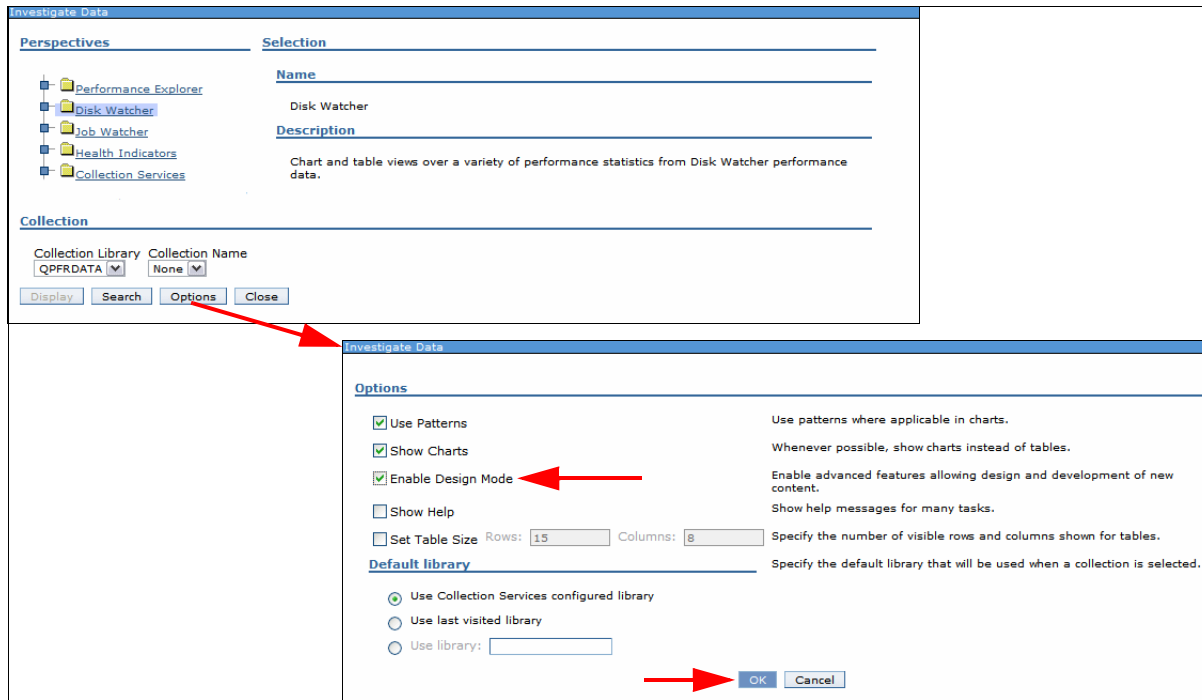 Investigate Data
Perspectives
Selection
Performance Explorer
Disk Watcher
Job Watcher
Health Indicators
Collection Services
Name
Disk Watcher
Description
Chart and table views over a variety of performance statistics from Disk Watcher performance
data.
Collection
Collection Library Collection Name
QPFRDATA None
Display Search Options Close
Investigate Data
Options
Use Patterns Use patterns where applicable in charts.
Show Charts Whenever possible, show charts instead of tables.
Enable Design Mode Enable advanced features allowing design and development of new
content.
Show Help Show help messages for many tasks.
Set Table Size Rows: 15 Columns: 8 Specify the number of visible rows and columns shown for tables.
Default library Specify the default library that will be used when a collection is selected.
Use Collection Services configured library
Use last visited library
Use library:
OK Cancel